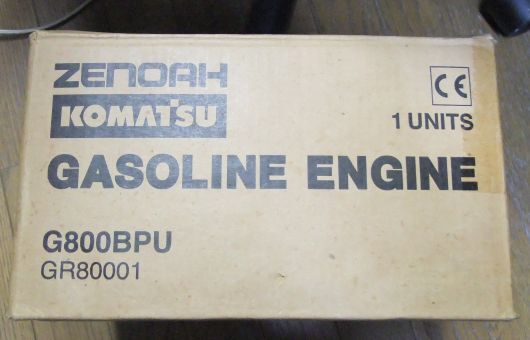 ZENOAH
KOMATSU
CE
1 UNITS
GASOLINE ENGINE
G800BPU
GR80001